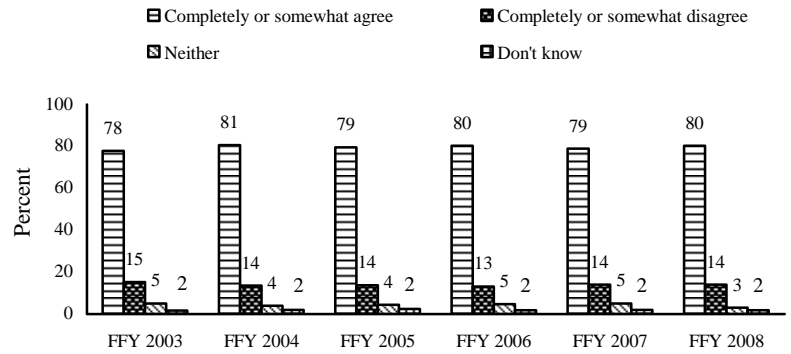 Completely or somewhat agree Completely or somewhat disagree
Neither Don't know
100
80
60
40
20
0
Percent
78 15 5 2
81 14 4 2
79 14 4 2
80 13 5 2
79 14 5 2
80 14 3 2
FFY 2003 FFY 2004 FFY 2005 FFY 2006 FFY 2007 FFY 2008